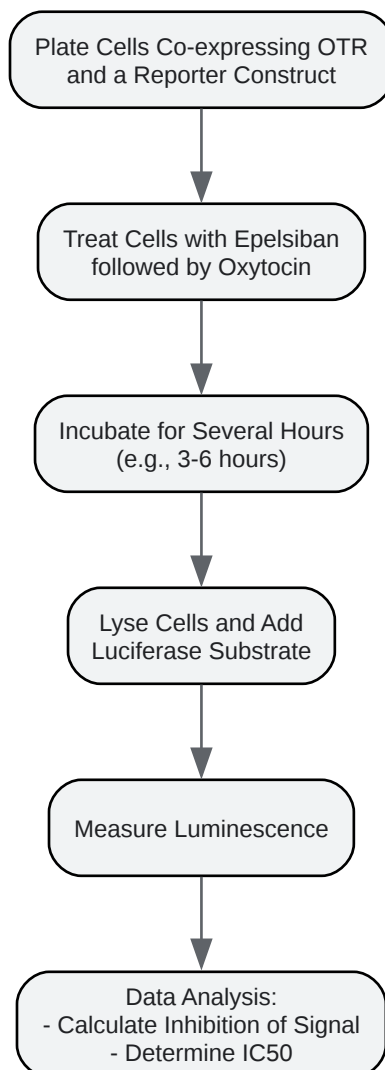 Plate Cells Co-expressing OTR
and a Reporter Construct
Treat Cells with Epelsiban
followed by Oxytocin
Incubate for Several Hours
(e.g., 3-6 hours)
Lyse Cells and Add
Luciferase Substrate
Measure Luminescence
Data Analysis:
- Calculate Inhibition of Signal
- Determine IC50